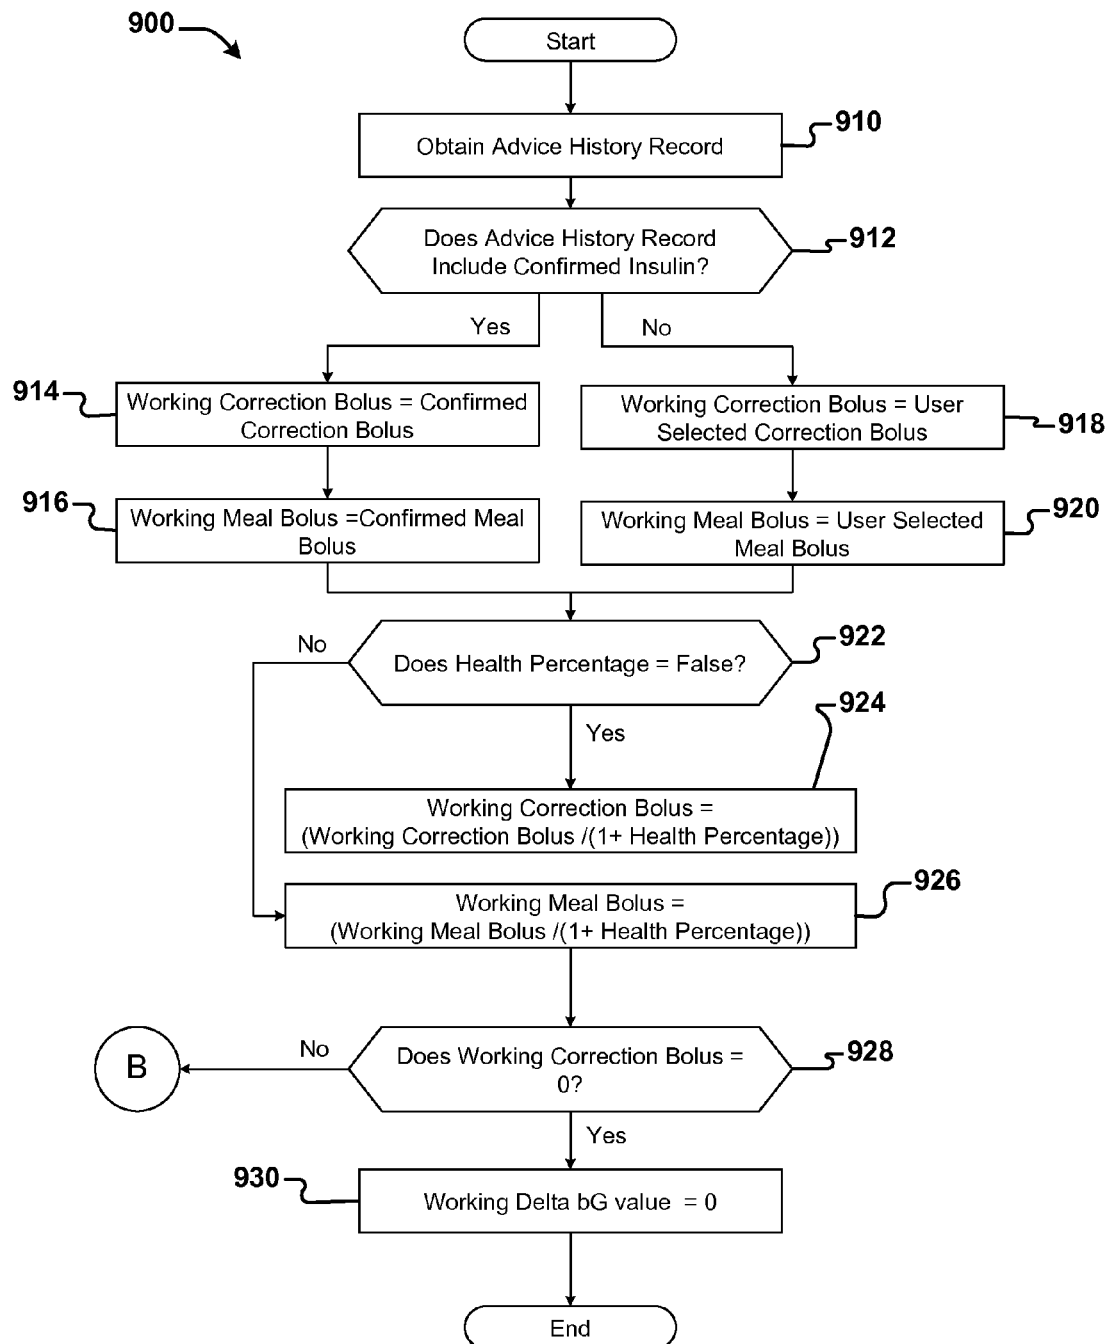 900
Start
Obtain Advice History Record
910
Does Advice History Record
Include Confirmed Insulin?
912
Yes
No
914
Working Correction Bolus = Confirmed
Correction Bolus
Working Correction Bolus = User
Selected Correction Bolus
918
916
Working Meal Bolus =Confirmed Meal
Bolus
Working Meal Bolus = User Selected
Meal Bolus
920
No
Does Health Percentage = False?
922
Yes
924
Working Correction Bolus =
(Working Correction Bolus /(1+ Health Percentage))
926
Working Meal Bolus =
(Working Meal Bolus /(1+ Health Percentage))
B
No
Does Working Correction Bolus =
0?
928
Yes
930
Working Delta bG value = 0
End